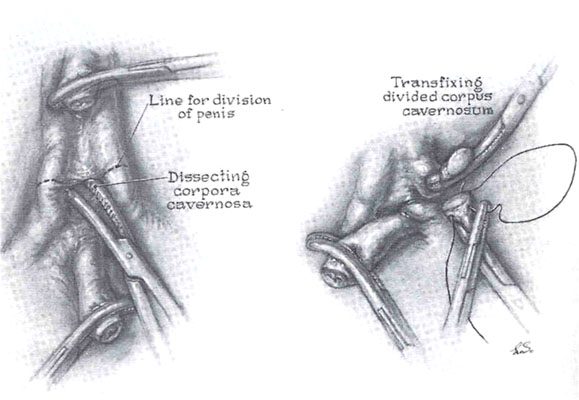 Line for division
of penis
Dissecting
corpora
cavernosa
Transfixing
divided corpus
cavernosum